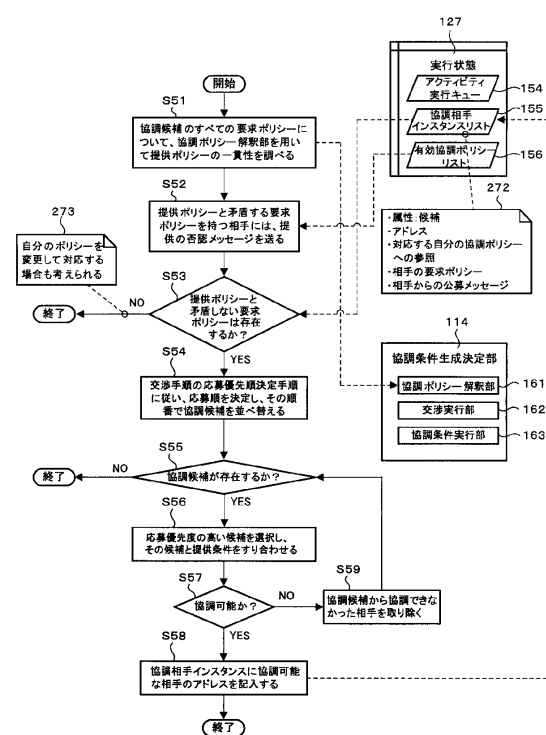 127
実行状態
アクティビティ
実行キュー
154
155
協調相手
インスタンスリスト
有効協調ポリシー
リスト
156
開始
S51
協調候補のすべての要求ポリシーに
ついて、協調ポリシー解釈部を用い
て提供ポリシーの一貫性を調べる
S52
提供ポリシーと矛盾する要求
ポリシーを持つ相手には、提
供の否認メッセージを送る
272
・属性:候補
・アドレス
・対応する自分の協調ポリシー
への参照
・相手の要求ポリシー
・相手からの公募メッセージ
273
自分のポリシーを
変更して対応する
場合も考えられる
S53
提供ポリシーと
矛盾しない要求
ポリシーは存在
するか?
NO
終了
YES
114
協調条件生成決定部
協調ポリシー解釈部
161
交渉実行部
162
協調条件実行部
163
S54
交渉手順の応募優先順決定手順
に従い、応募順を決定し、その順
番で協調候補を並べ替える
S55
協調候補が存在するか?
NO
終了
YES
S56
応募優先度の高い候補を選択し、
その候補と提供条件をすり合わせる
S57
協調可能か?
NO
YES
S59
協調候補から協調できな
かった相手を取り除く
S58
協調相手インスタンスに協調可能
な相手のアドレスを記入する
終了